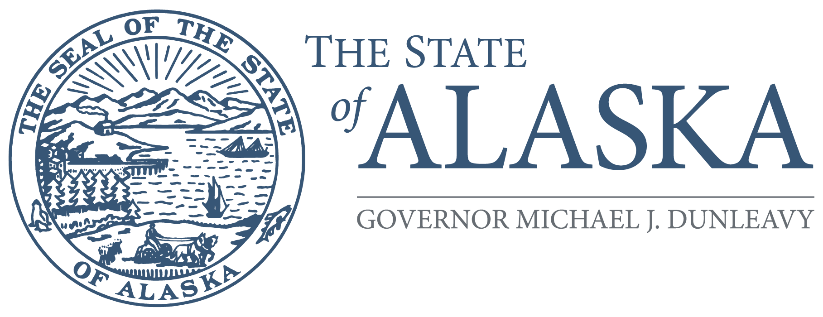 THE SEAL OF THE STATE
OF ALASKA
THE STATE
of ALASKA
GOVERNOR MICHAEL J. DUNLEAVY